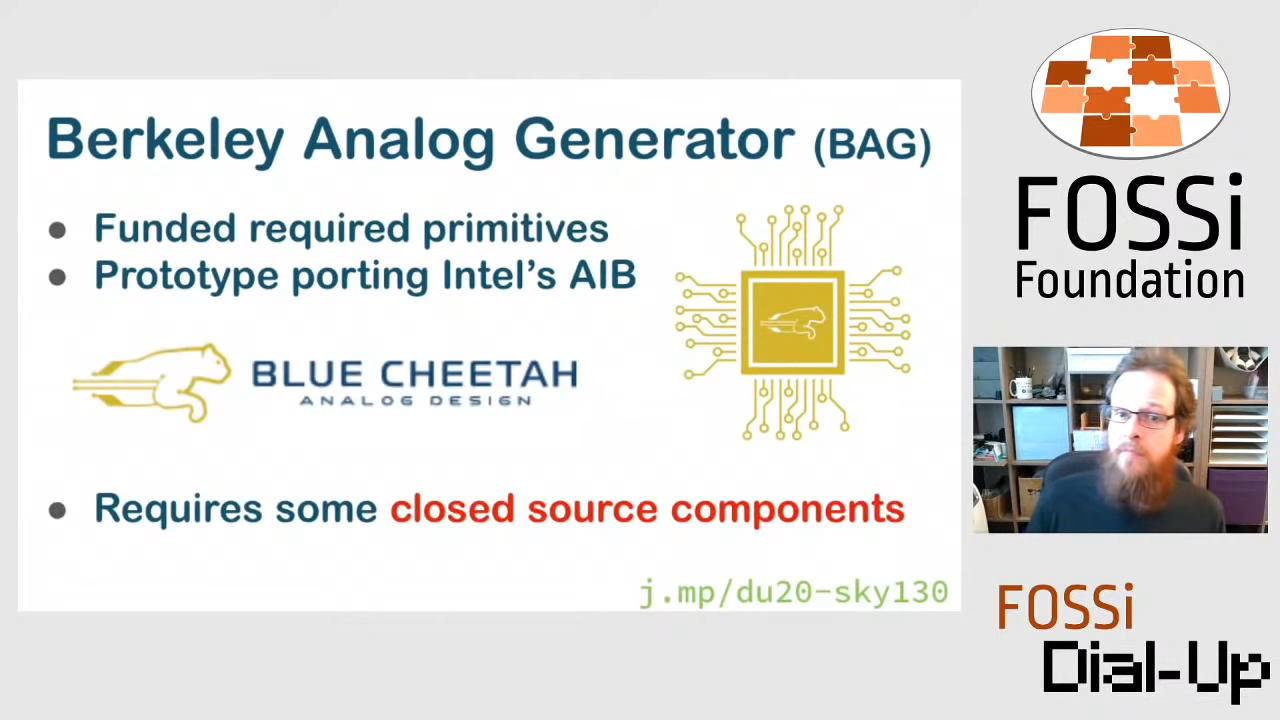 Berkeley Analog Generator (BAG)
● Funded required primitives
● Prototype porting Intel's AIB
BLUE CHEETAH
ANALOG DESIGN
● Requires some closed source components
j.mp/du20-sky130
FOSSi
Foundation
FOSSi
Dial-Up